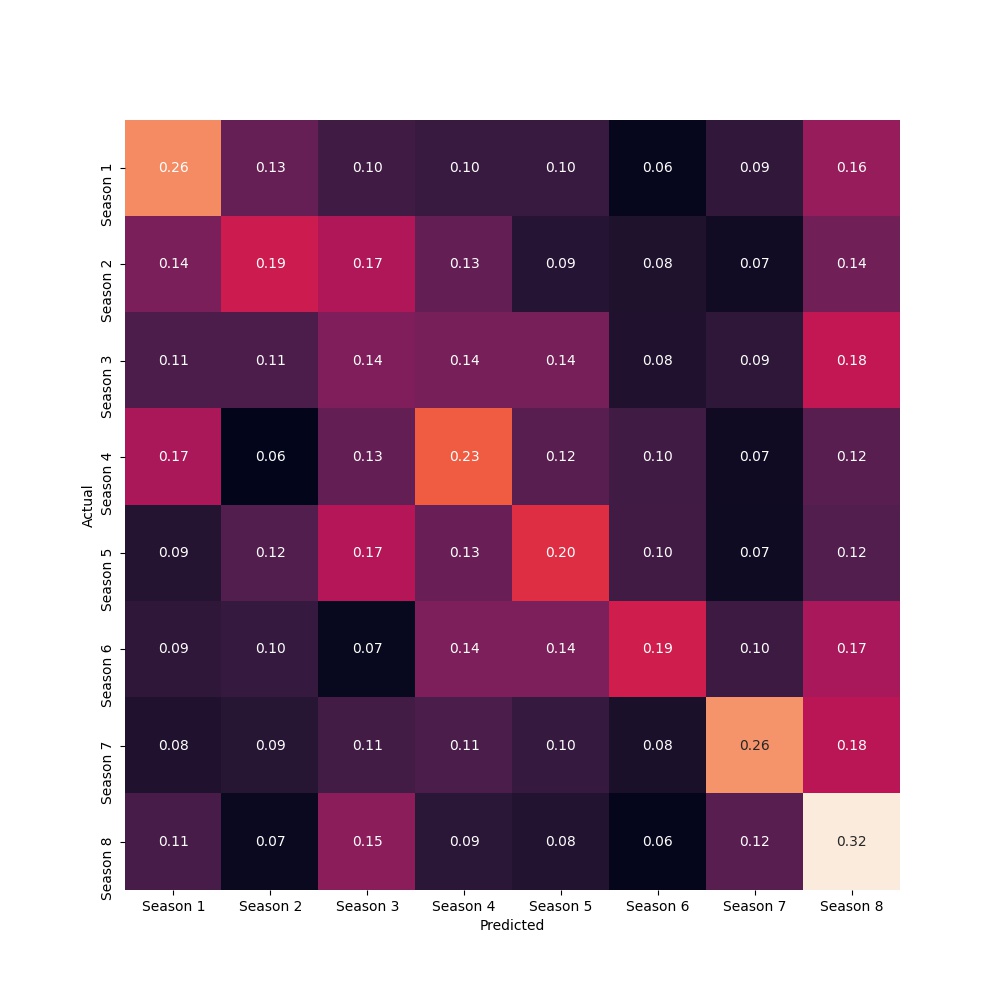 Season 1 0.26 0.13 0.10 0.10 0.10 0.06 0.09 0.16
Season 2 0.14 0.19 0.17 0.13 0.09 0.08 0.07 0.14
Season 3 0.11 0.11 0.14 0.14 0.14 0.08 0.09 0.18
Season 4 0.17 0.06 0.13 0.23 0.12 0.10 0.07 0.12
Actual
Season 5 0.09 0.12 0.17 0.13 0.20 0.10 0.07 0.12
Season 6 0.09 0.10 0.07 0.14 0.14 0.19 0.10 0.17
Season 7 0.08 0.09 0.11 0.11 0.10 0.08 0.26 0.18
Season 8 0.11 0.07 0.15 0.09 0.08 0.06 0.12 0.32
Season 1 Season 2 Season 3 Season 4 Season 5 Season 6 Season 7 Season 8
Predicted